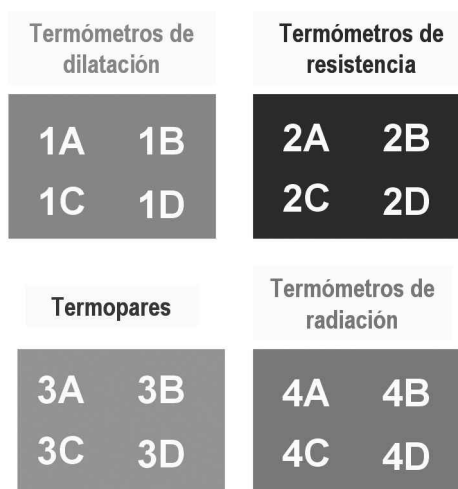 Termómetros de
dilatación
1A 1B
1C 1D
Termómetros de
resistencia
2A 2B
2C 2D
Termopares
3A 3B
3C 3D
Termómetros de
radiación
4A 4B
4C 4D